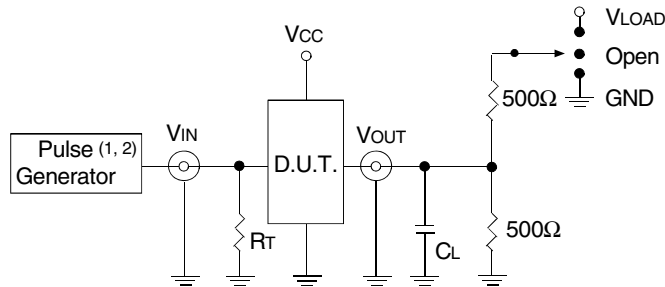 VLOAD
VCC
Open
500Ω
GND
VIN
VOUT
Pulse (1, 2)
Generator
D.U.T.
RT
CL
500Ω